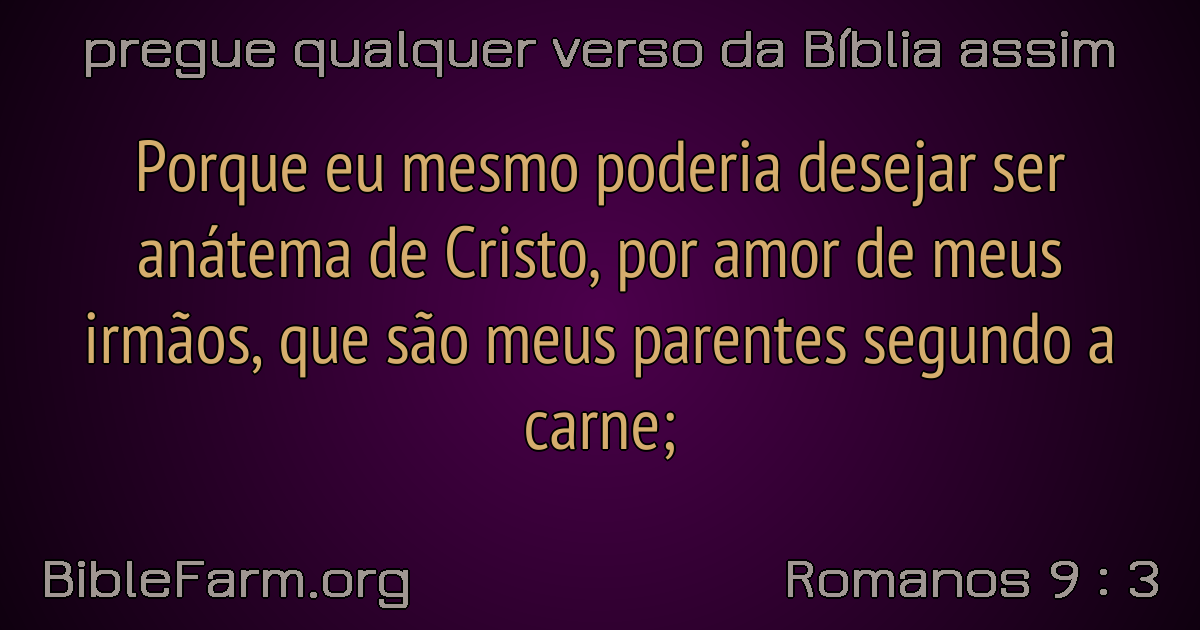 pregue qualquer verso da Bíblia assim
Porque eu mesmo poderia desejar ser
anátema de Cristo, por amor de meus
irmãos, que são meus parentes segundo a
carne;
BibleFarm.org
Romanos 9 : 3